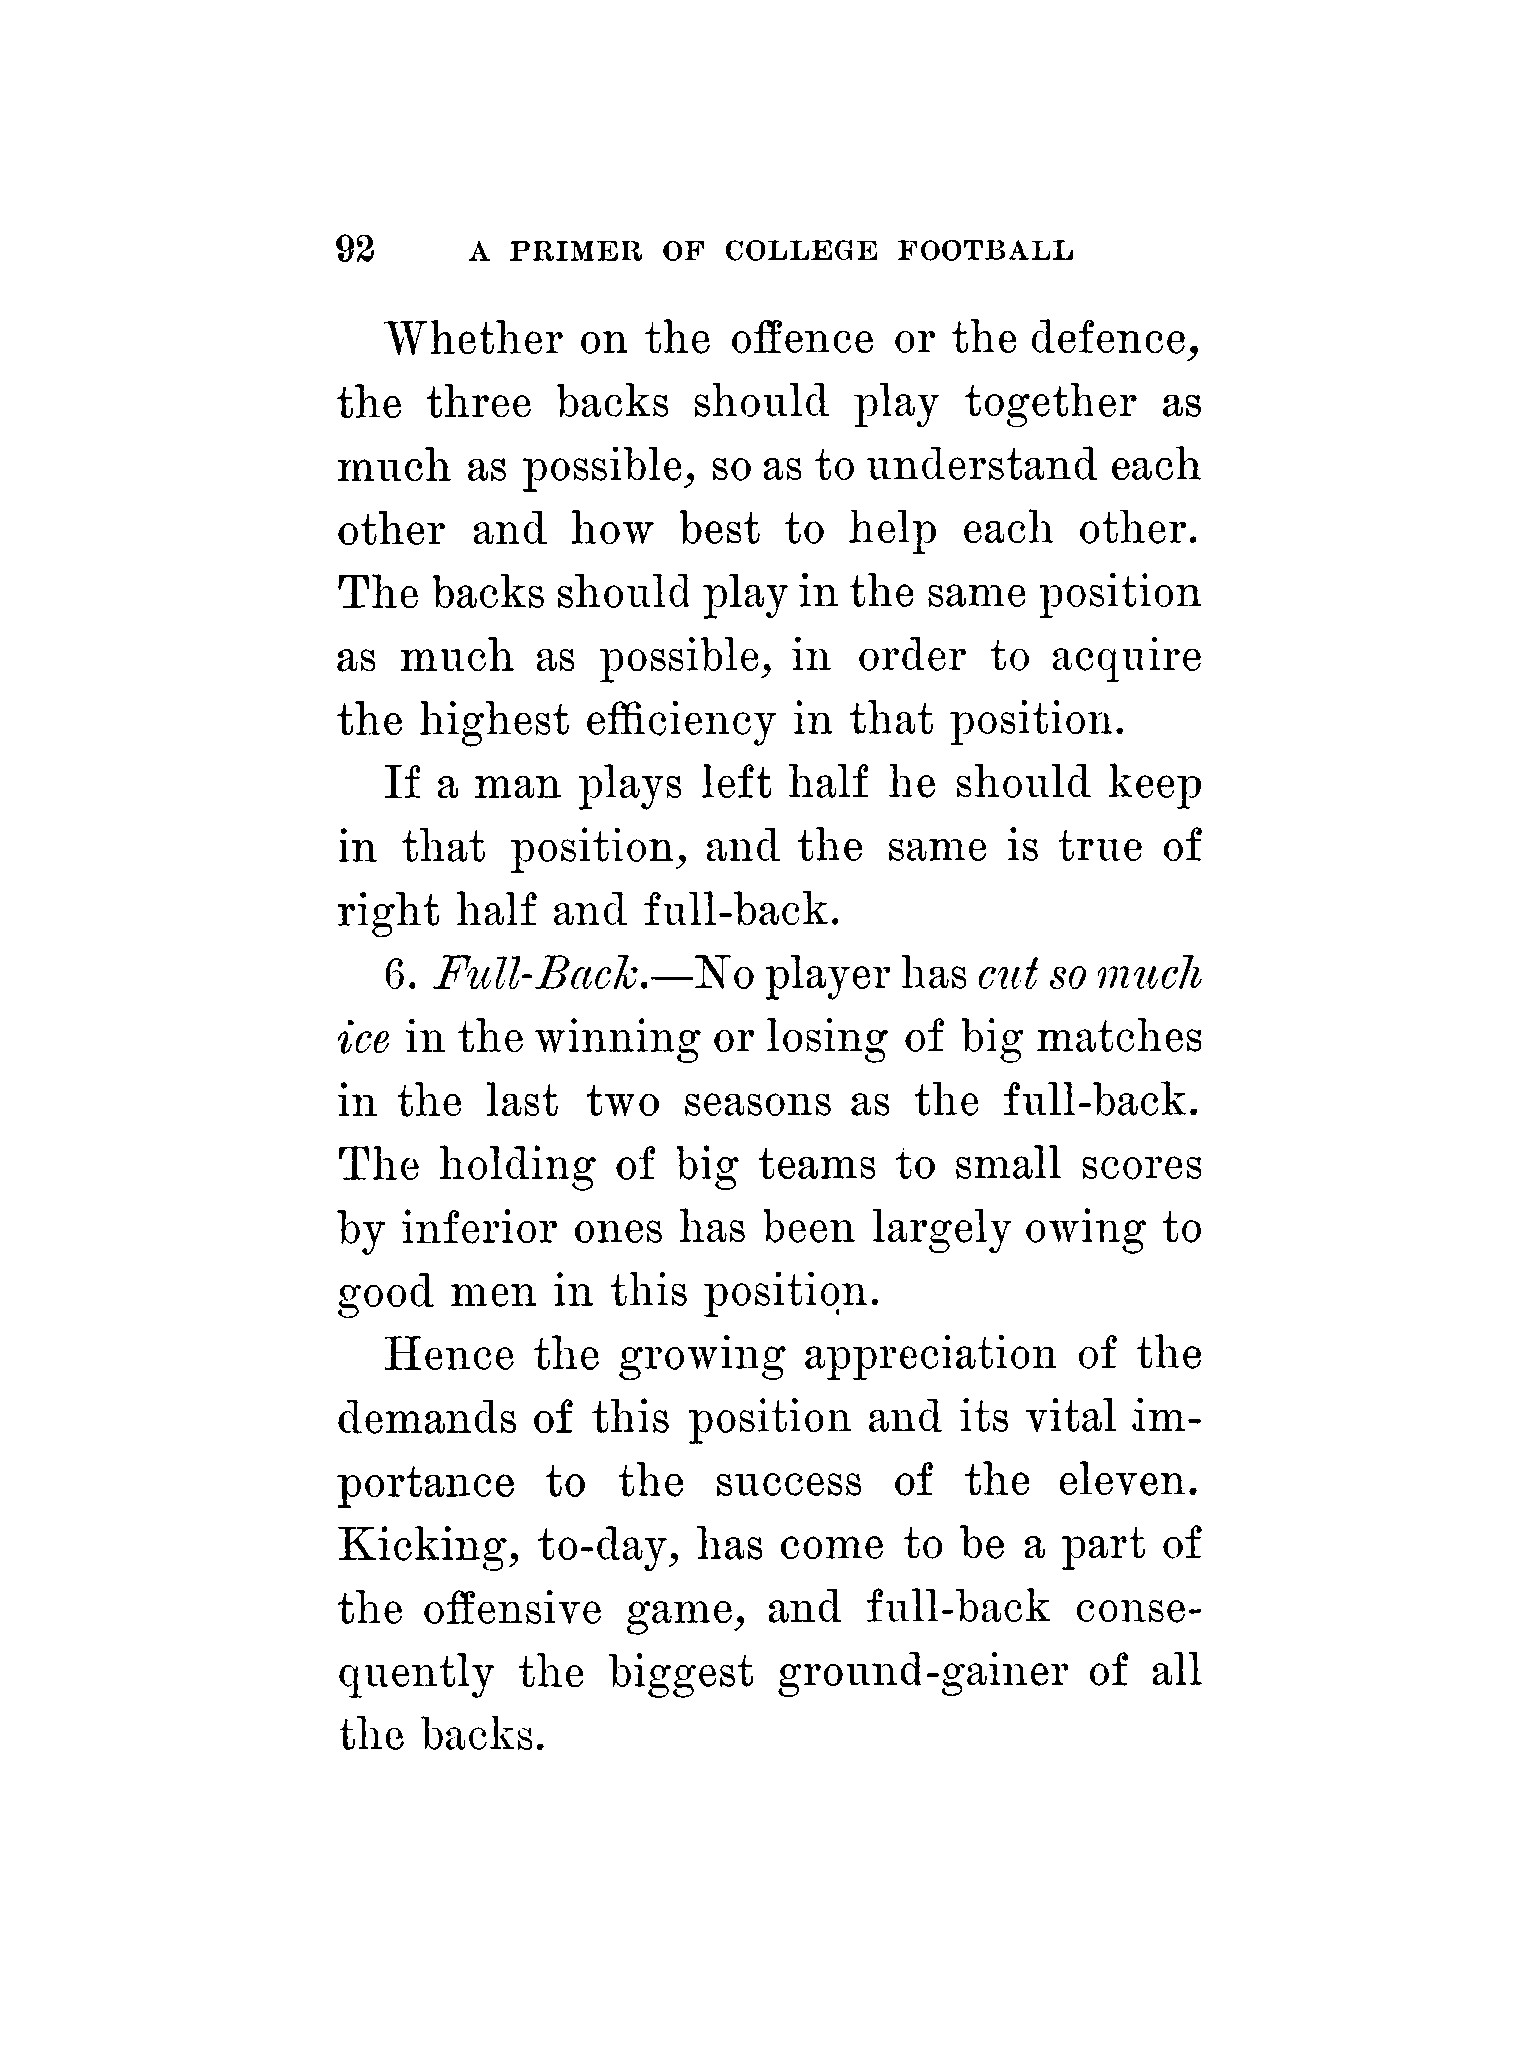 92 A PRIMER OF COLLEGE FOOTBALL
Whether on the offence or the defence,
the three backs should play together as
much as possible, so as to understand each
other and how best to help each other.
The backs should play in the same position
as much as possible, in order to acquire
the highest efficiency in that position.
If a man plays left half he should keep
in that position, and the same is true of
right half and full-back.
6. Full-Back.—No player has cut so much
ice in the winning or losing of big matches
in the last two seasons as the full-back.
The holding of big teams to small scores
by inferior ones has been largely owing to
good men in this position.
Hence the growing appreciation of the
demands of this position and its vital im-
portance to the success of the eleven.
Kicking, to-day, has come to be a part of
the offensive game, and full-back conse-
quently the biggest ground-gainer of all
the backs.